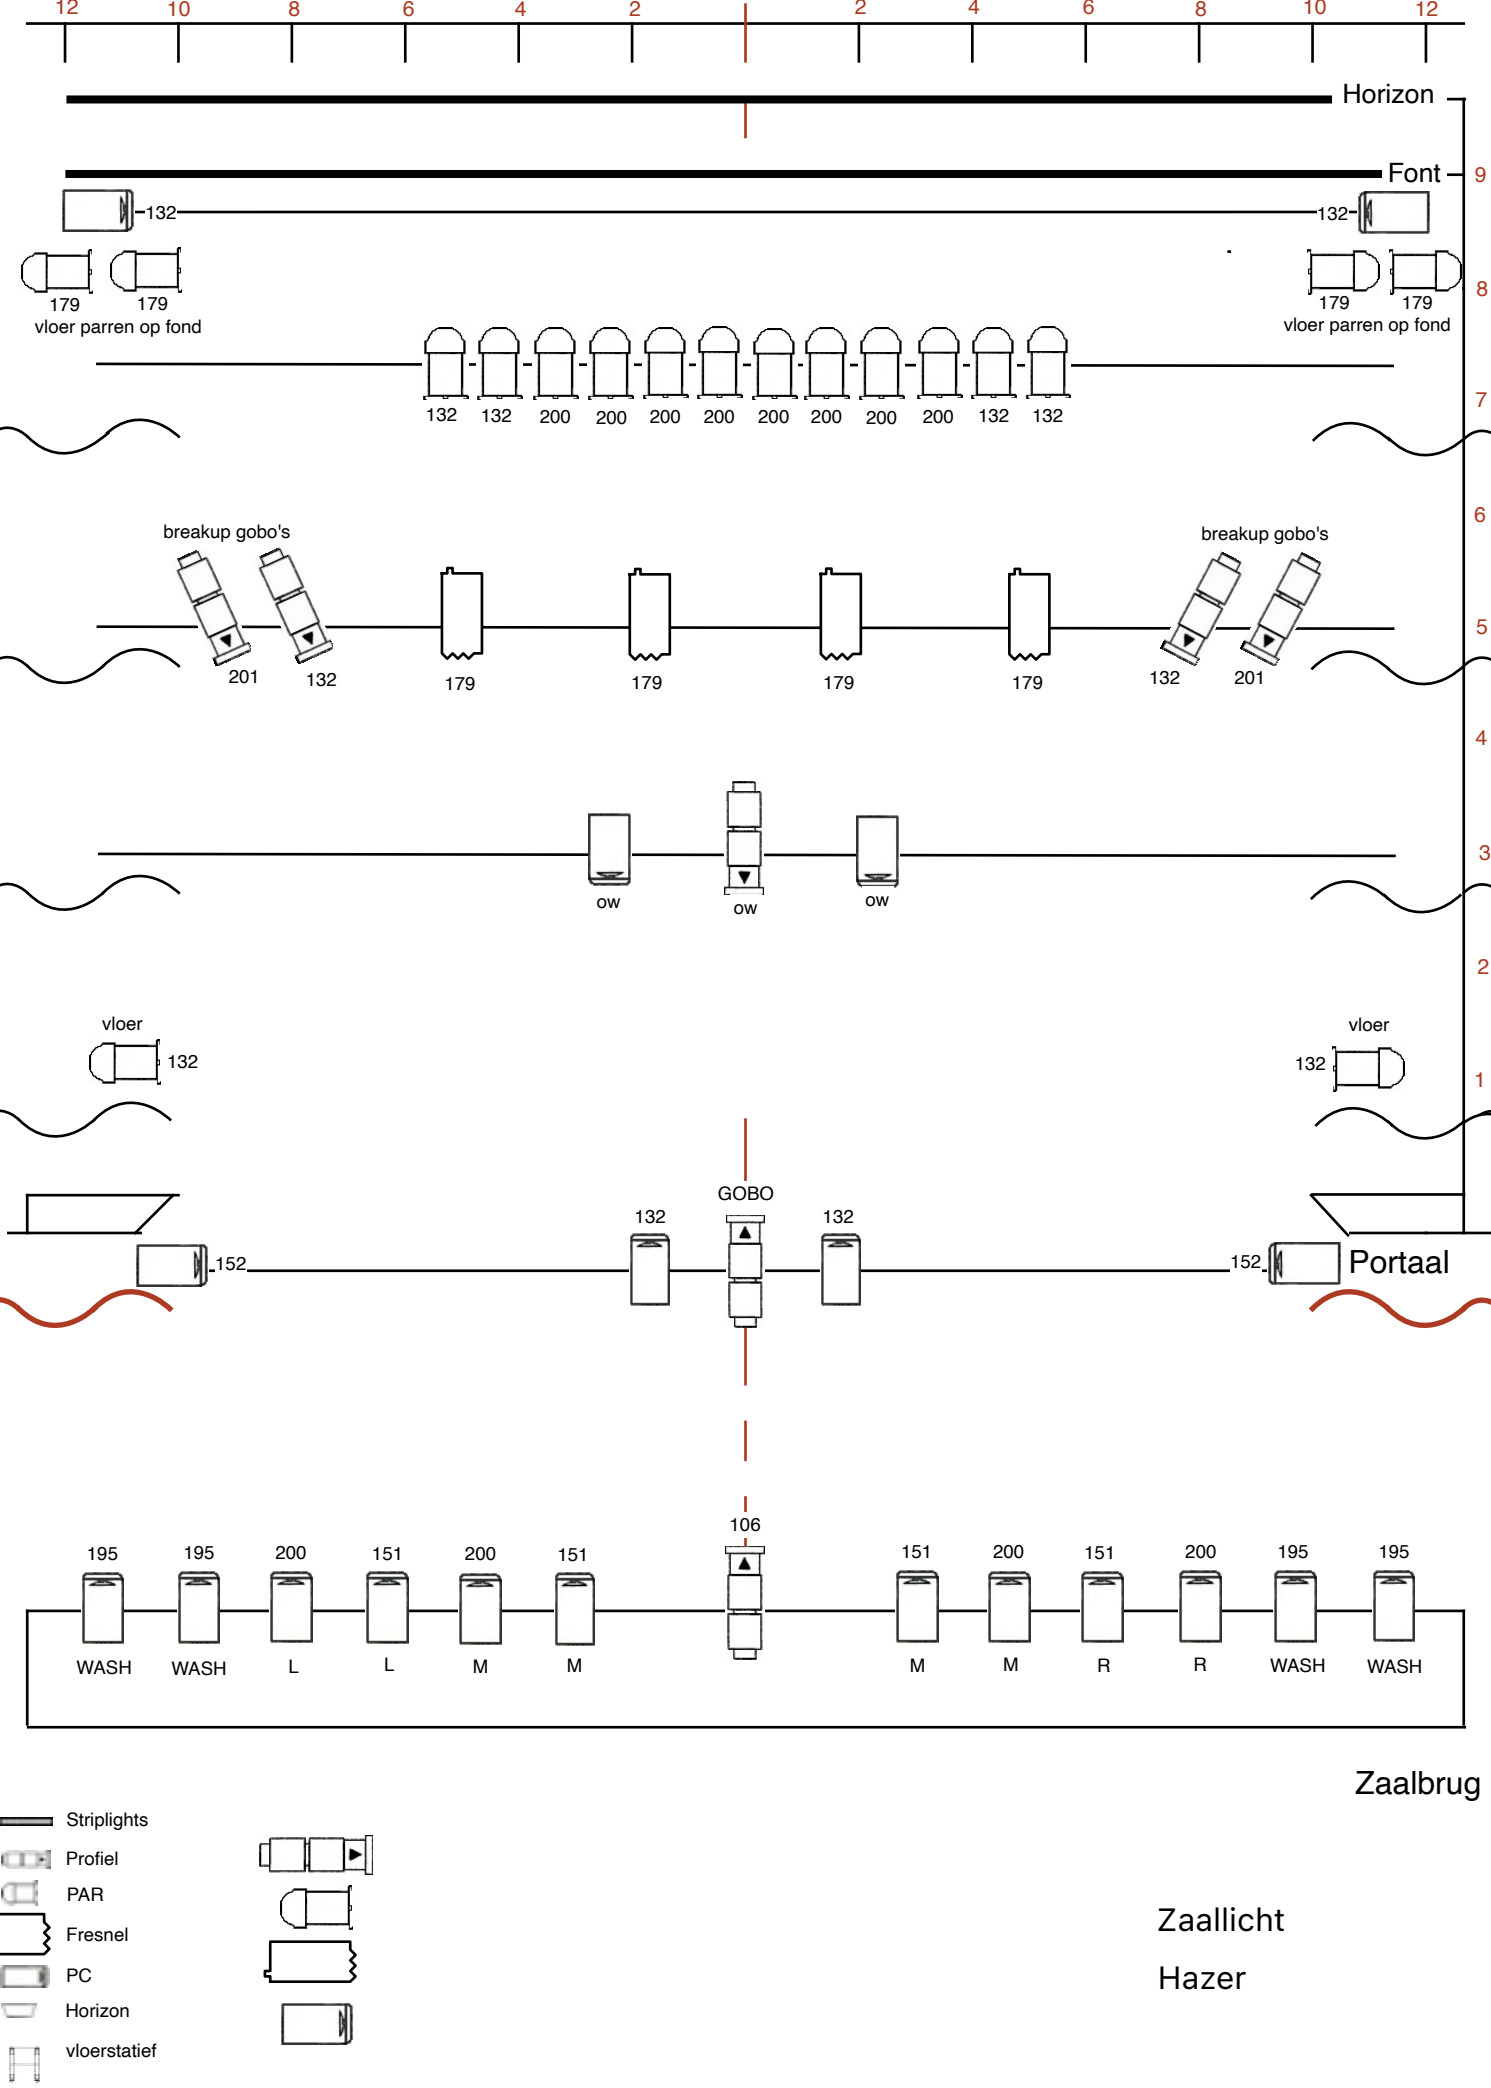 12 10 8 6 4 2 2 4 6 8 10 12
Horizon
Font 9
132 132
8
179 179 179 179
vloer parren op fond vloer parren op fond
7
132 132 200 200 200 200 200 200 200 200 132 132
6
breakup gobo's breakup gobo's
5
201 132 179 179 179 179 132 201
4
3
ow ow ow
2
vloer vloer
132 132
1
GOBO
132 132
152 152 Portaal
106
195 195 200 151 200 151 151 200 151 200 195 195
WASH WASH L L M M M M R R WASH WASH
Zaalbrug
Striplights
Profiel
PAR
Fresnel
PC
Horizon
vloerstatief
Zaallicht
Hazer